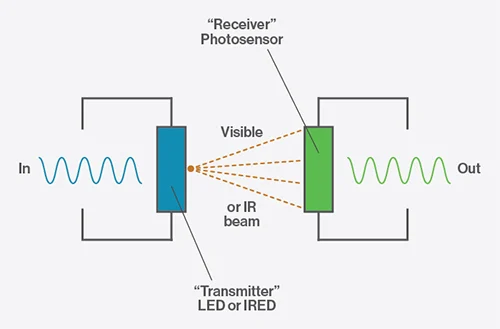 “Receiver”
Photosensor
Visible
In
Out
or IR
beam
“Transmitter”
LED or IRED